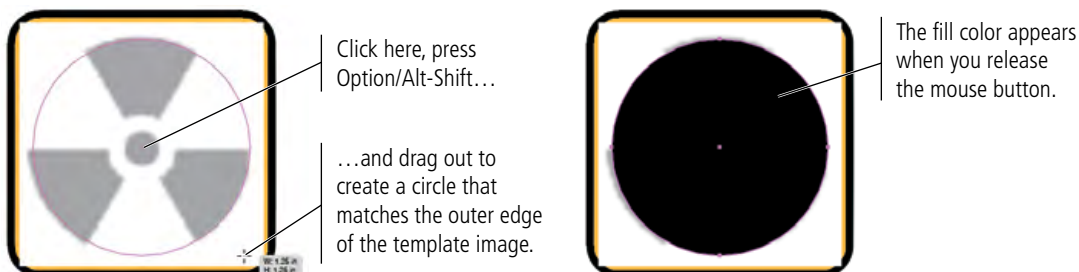 Click here, press
Option/Alt-Shift…
…and drag out to
create a circle that
matches the outer edge
of the template image.
W: 1.25 in
H: 1.25 in
The fill color appears
when you release
the mouse button.